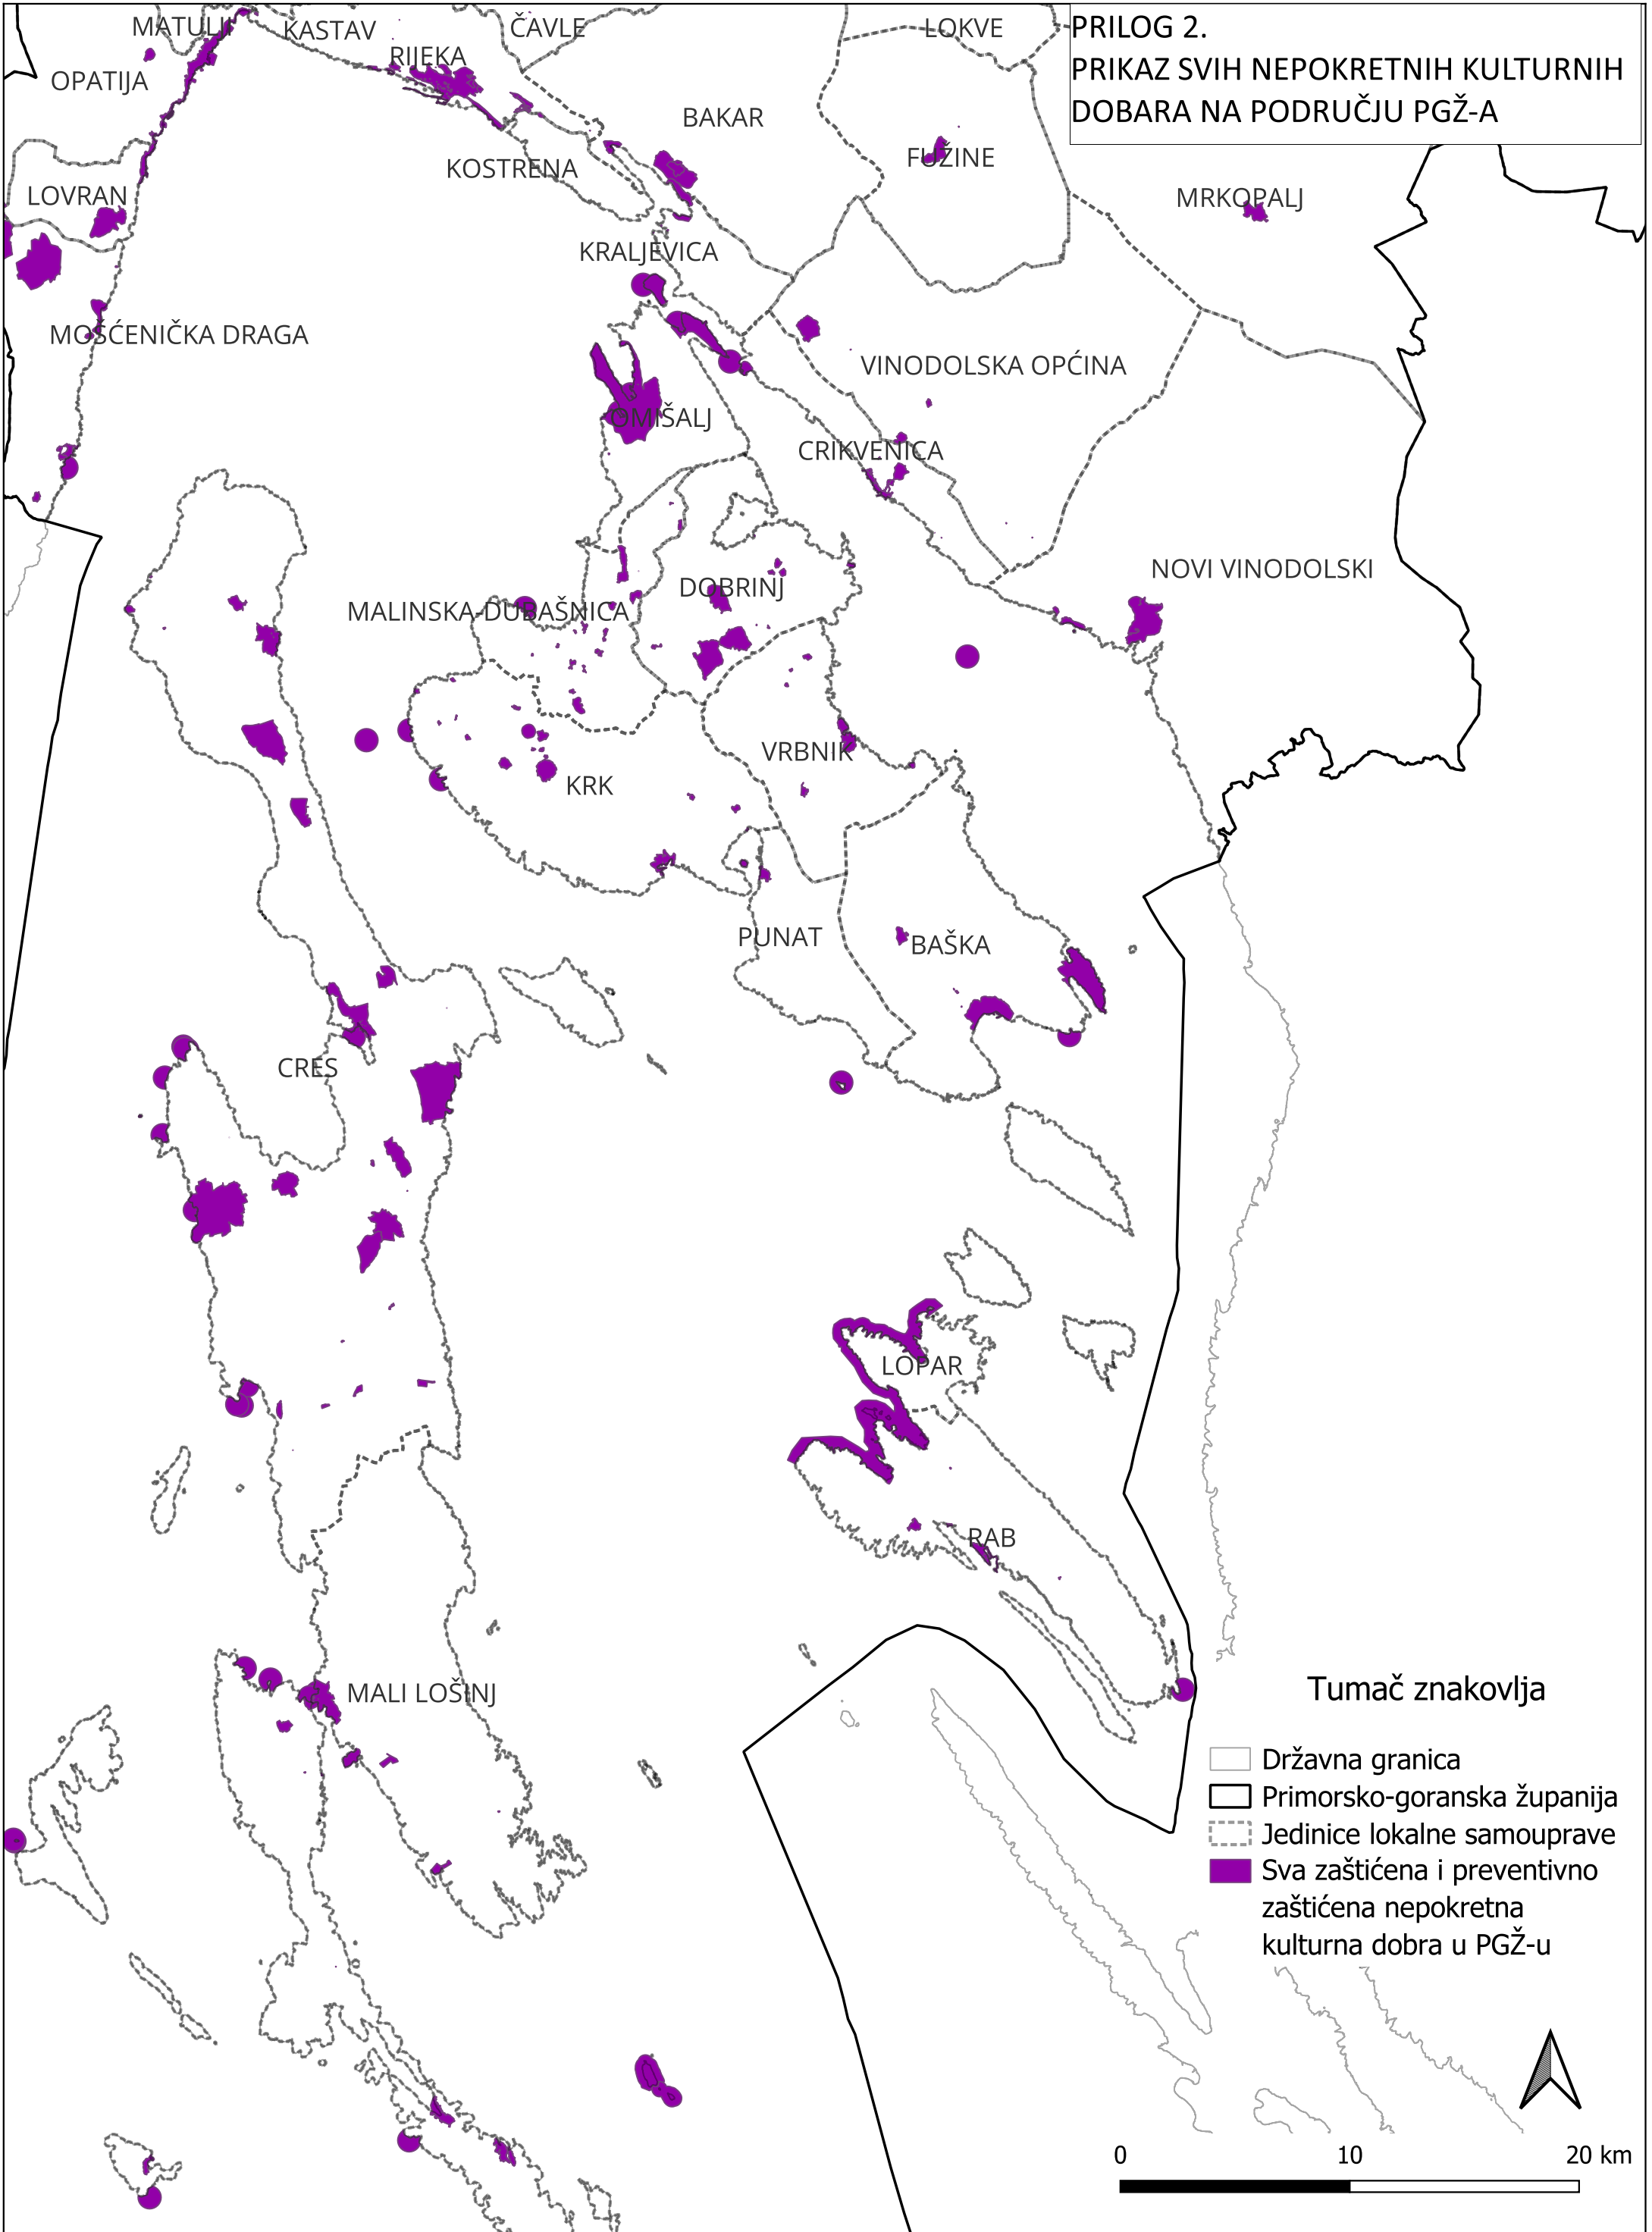 PRILOG 2.
PRIKAZ SVIH NEPOKRETNIH KULTURNIH
DOBARA NA PODRUČJU PGŽ-A
MATULJI
KASTAV
ČAVLE
LOKVE
RIJEKA
OPATIJA
BAKAR
FUŽINE
KOSTRENA
LOVRAN
MRKOPALJ
KRALJEVICA
MOŠĆENIČKA DRAGA
VINODOLSKA OPĆINA
OMIŠALJ
CRIKVENICA
NOVI VINODOLSKI
DOBRINJ
MALINSKA-DUBAŠNICA
VRBNIK
KRK
PUNAT
BAŠKA
CRES
LOPAR
RAB
MALI LOŠINJ
Tumač znakovlja
Državna granica
Primorsko-goranska županija
Jedinice lokalne samouprave
Sva zaštićena i preventivno
zaštićena nepokretna
kulturna dobra u PGŽ-u
0 10 20 km